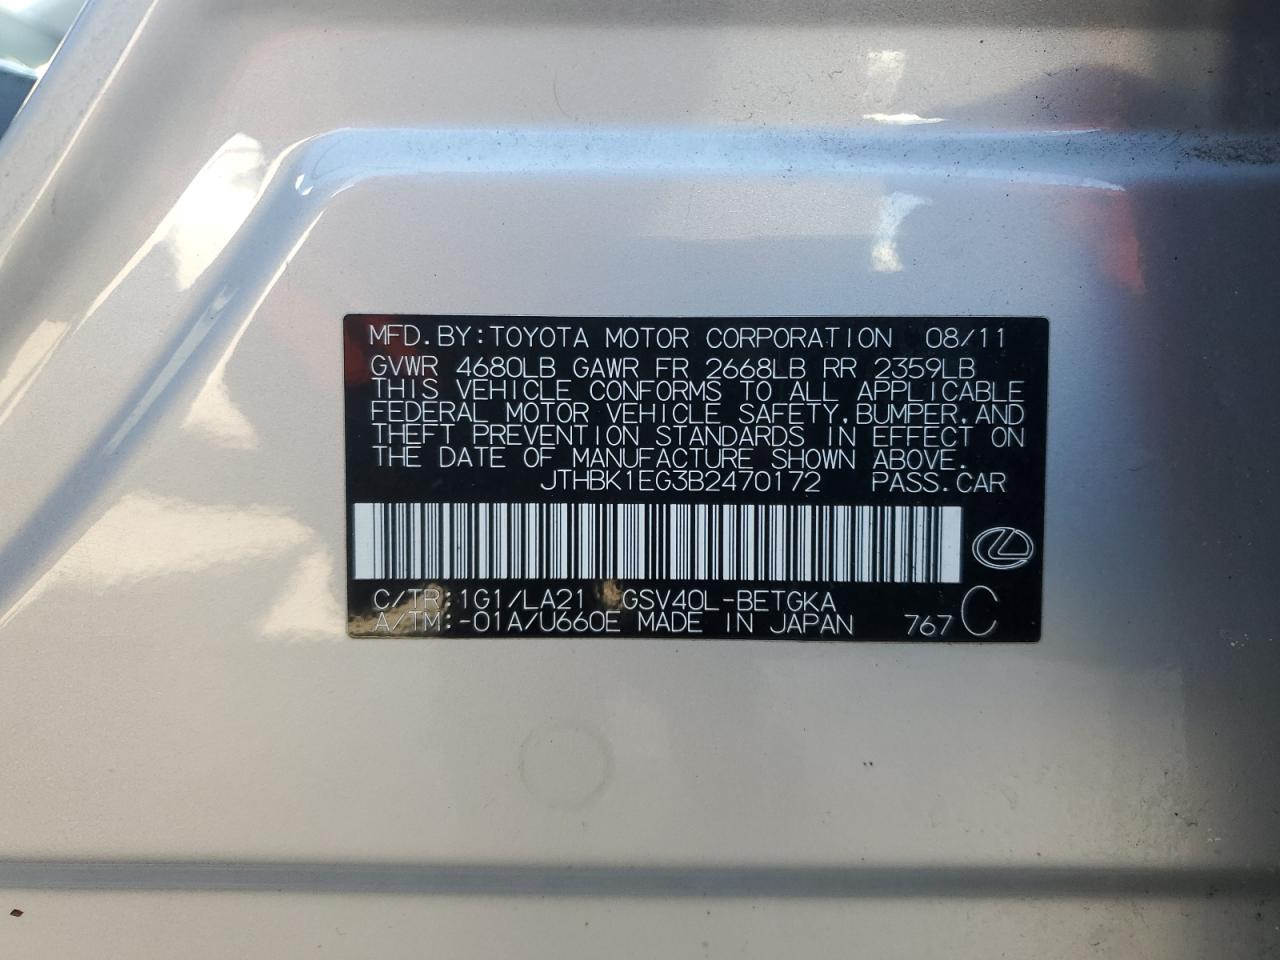 MFD.BY:TOYOTA MOTOR CORPORATION 08/11
GVWR 4680LB GAWR FR 2668LB RR 2359LB
THIS VEHICLE CONFORMS TO ALL APPLICABLE
FEDERAL MOTOR VEHICLE SAFETY,BUMPER,AND
THEFT PREVENTION STANDARDS IN EFFECT ON
THE DATE OF MANUFACTURE SHOWN ABOVE.
JTHBK1EG3B2470172 PASS.CAR
C/TR:1G1/LA21 GSV40L-BETGKA
A/TM:-01A/U660E MADE IN JAPAN 767 C